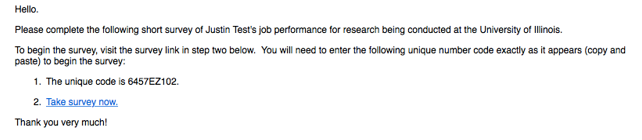 Hello.
Please complete the following short survey of Justin Test's job performance for research being conducted at the University of Illinois.
To begin the survey, visit the survey link in step two below.  You will need to enter the following unique number code exactly as it appears (copy and
paste) to begin the survey:
1. The unique code is 6457EZ102.
2. Take survey now.
Thank you very much!